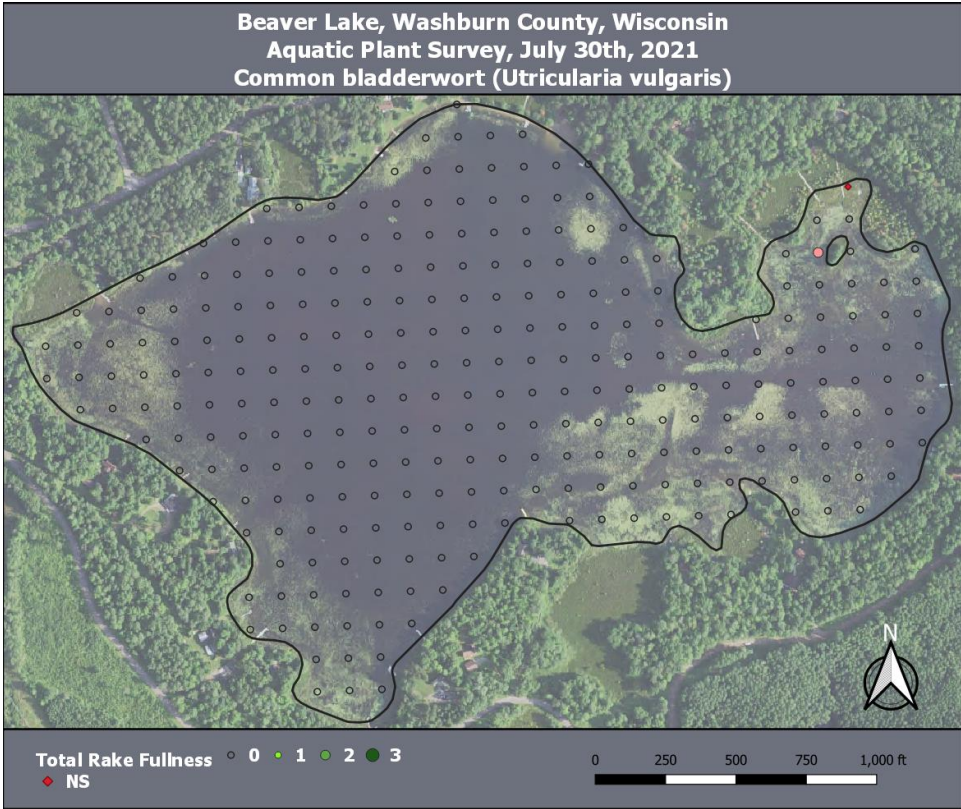 Beaver Lake, Washburn County, Wisconsin
Aquatic Plant Survey, July 30th, 2021
Common bladderwort (Utricularia vulgaris)
N
Total Rake Fullness 0 1 2 3
NS
0 250 500 750 1,000 ft